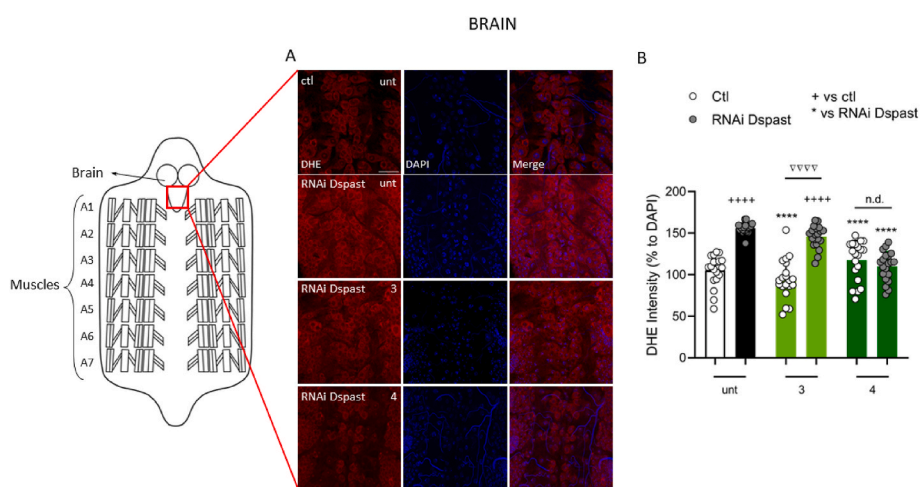 BRAIN
Brain
A1
A2
A3
A4
A5
A6
A7
Muscles
A
ctl unt
DHE DAPI Merge
RNAi Dspast unt
RNAi Dspast 3
RNAi Dspast 4
B
Ctl + vs ctl
RNAi Dspast * vs RNAi Dspast
∇∇∇∇
++++ ++++ n.d.
**** **** ****
DHE Intensity (% to DAPI)
200
150
100
50
0
unt 3 4